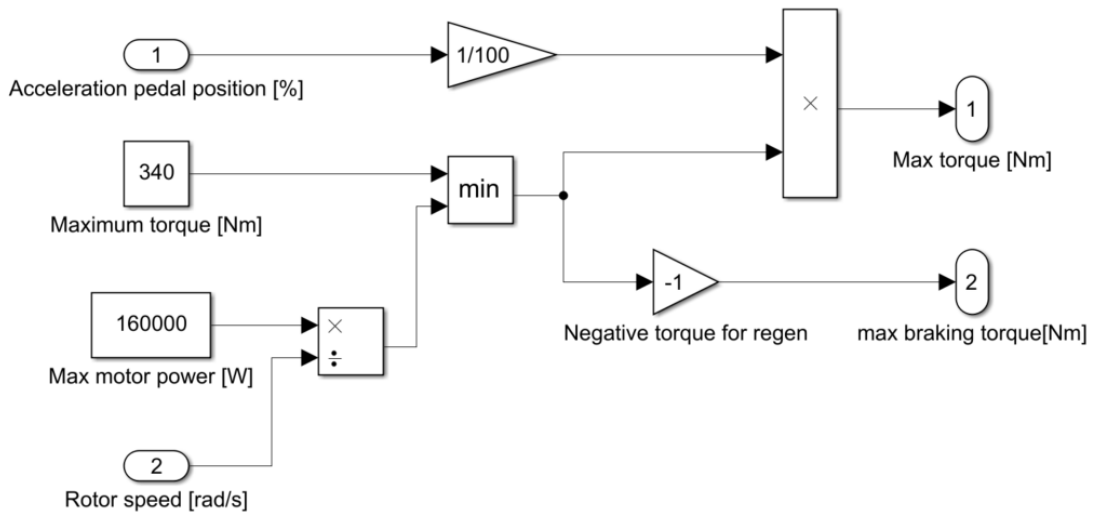 1
1/100
Acceleration pedal position [%]
×
1
Max torque [Nm]
340
min
Maximum torque [Nm]
-1
2
Negative torque for regen
max braking torque[Nm]
160000
×
÷
Max motor power [W]
2
Rotor speed [rad/s]